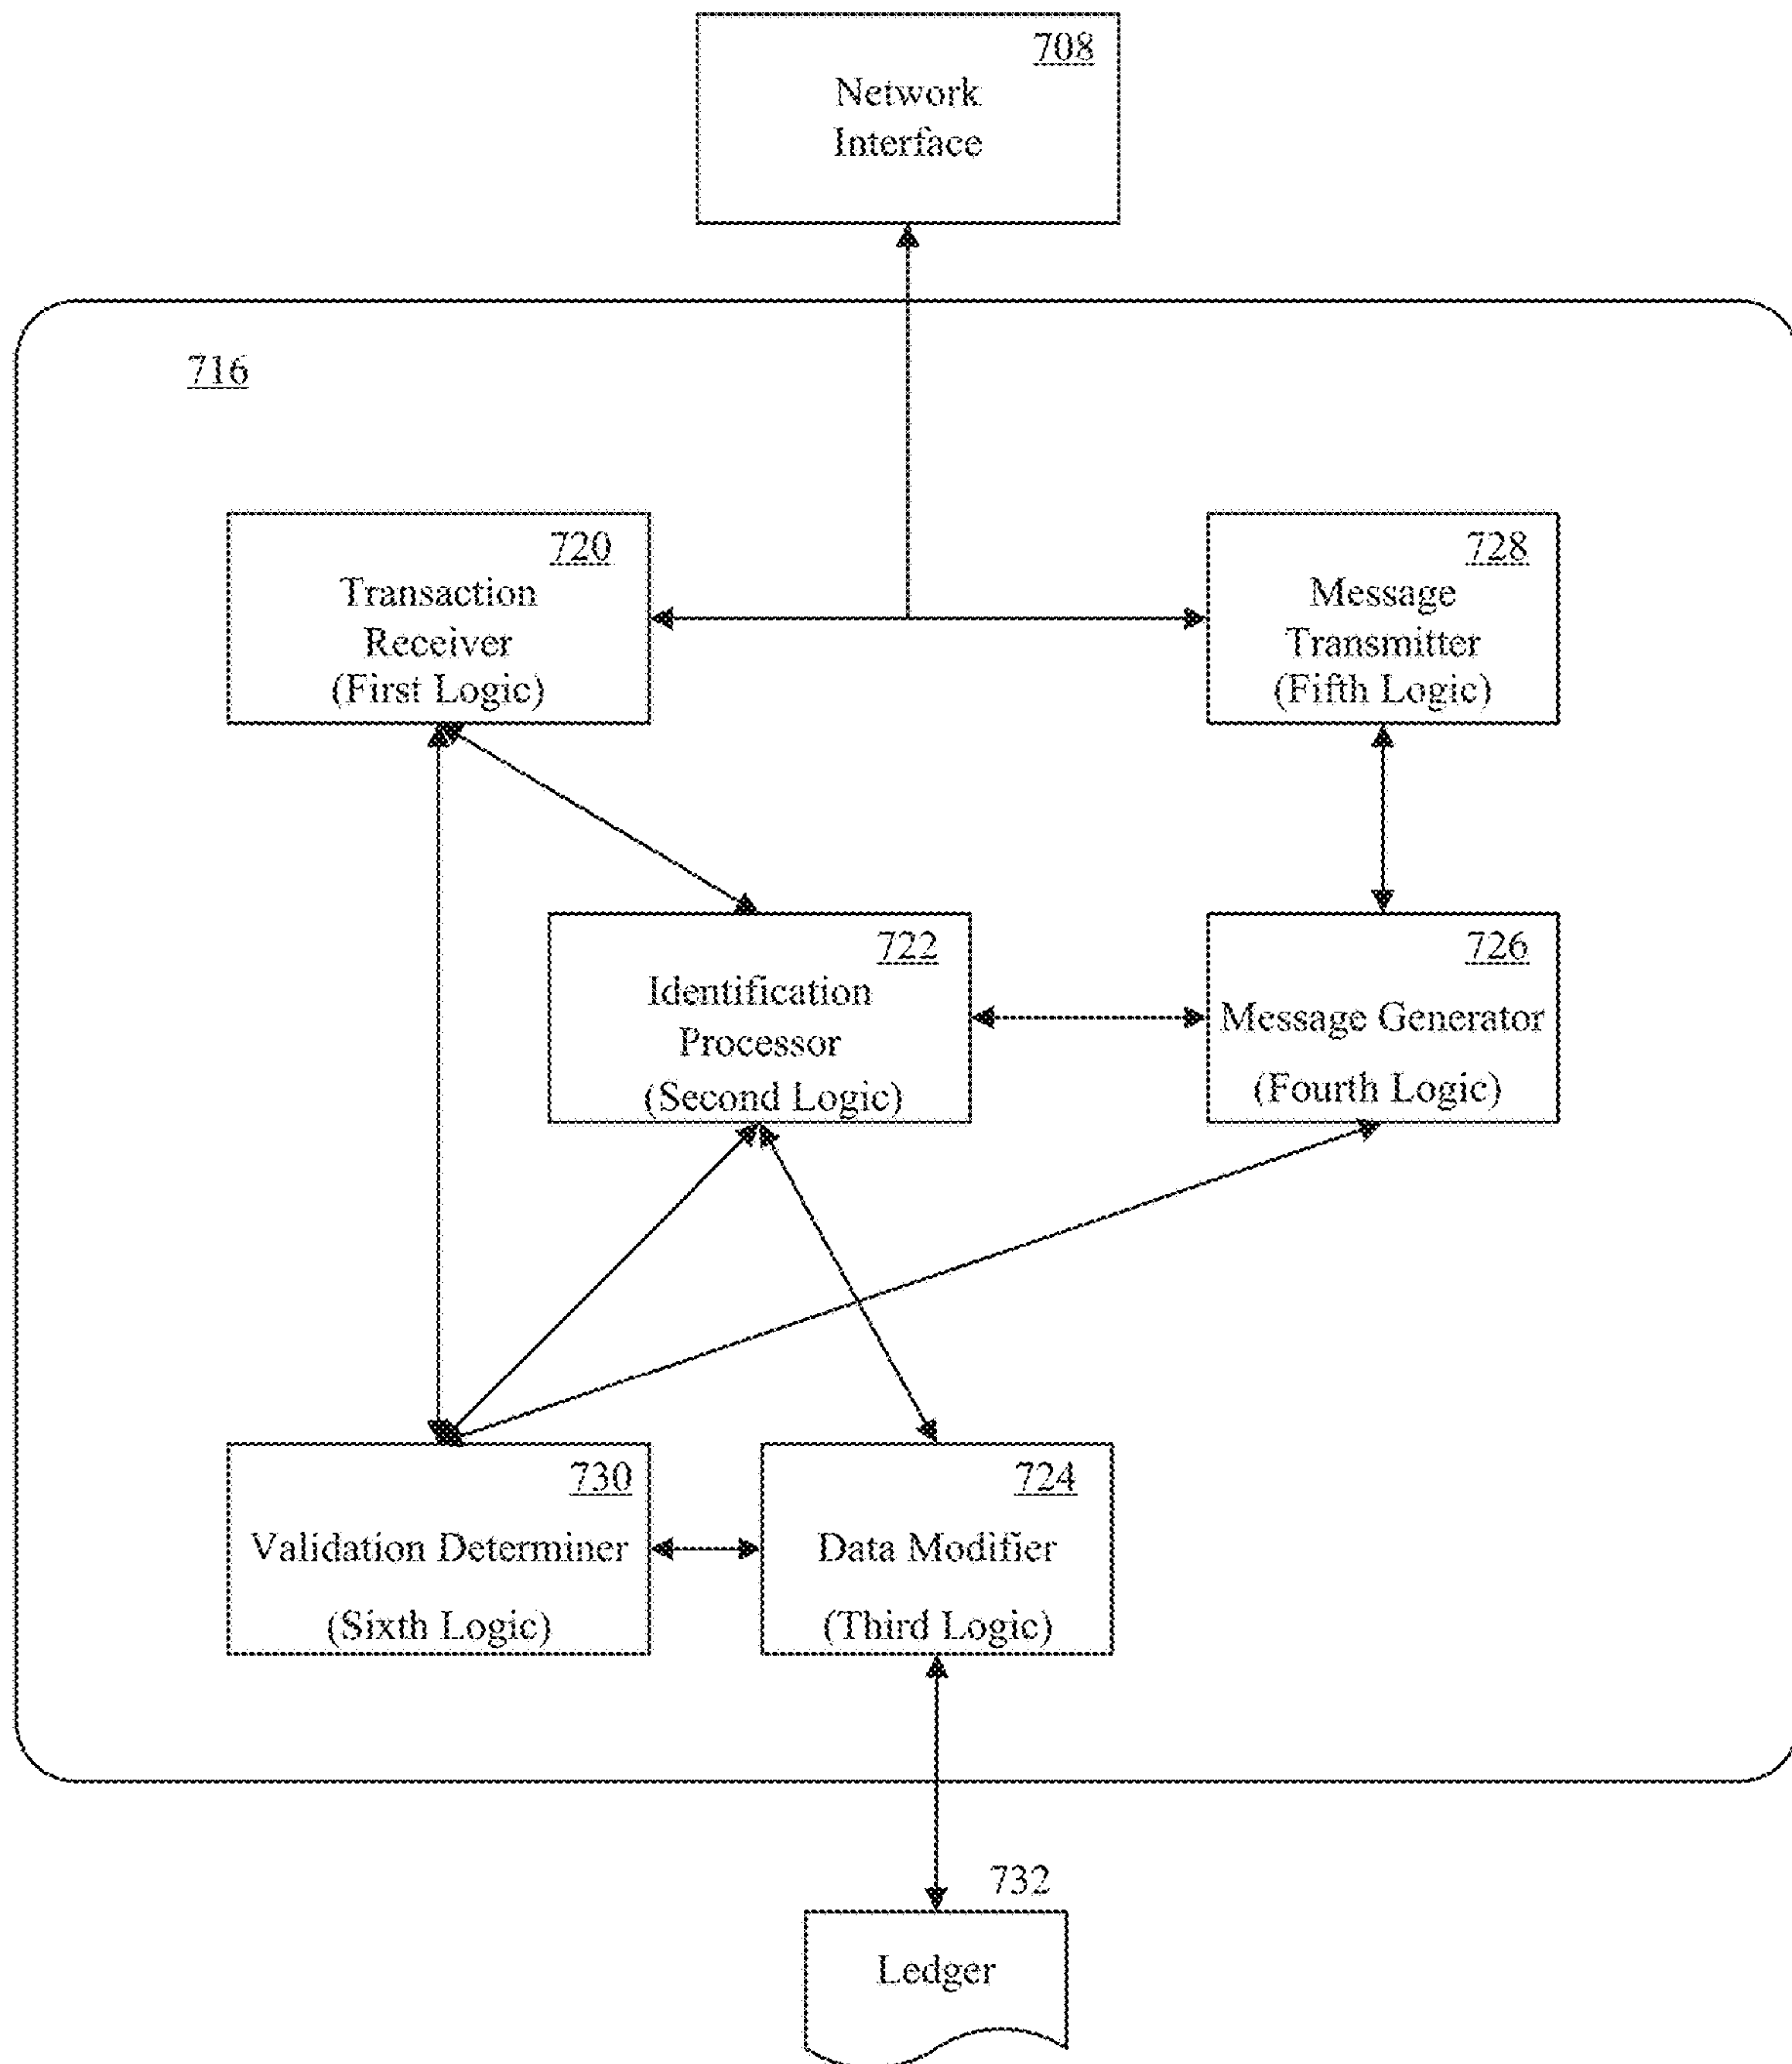 708
Network
Interface
716
720
Transaction
Receiver
(First Logic)
728
Message
Transmitter
(Fifth Logic)
722
Identification
Processor
(Second Logic)
726
Message Generator
(Fourth Logic)
730
Validation Determiner
(Sixth Logic)
724
Data Modifier
(Third Logic)
732
Ledger